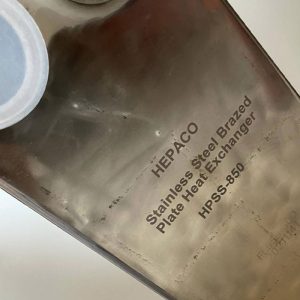 HEPACO
Stainless Steel Brazed
Plate Heat Exchanger
HPSS-850